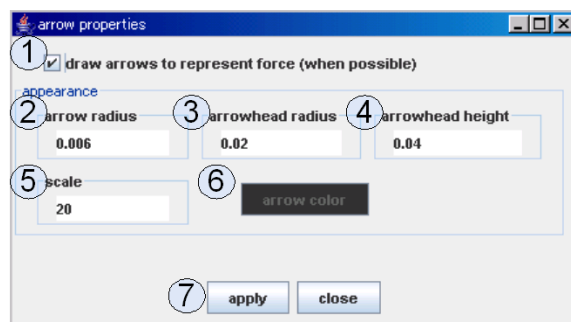 arrow properties
1 draw arrows to represent force (when possible)
appearance
2 arrow radius 3 arrowhead radius 4 arrowhead height
0.006 0.02 0.04
5 scale 6 arrow color
20
7 apply close